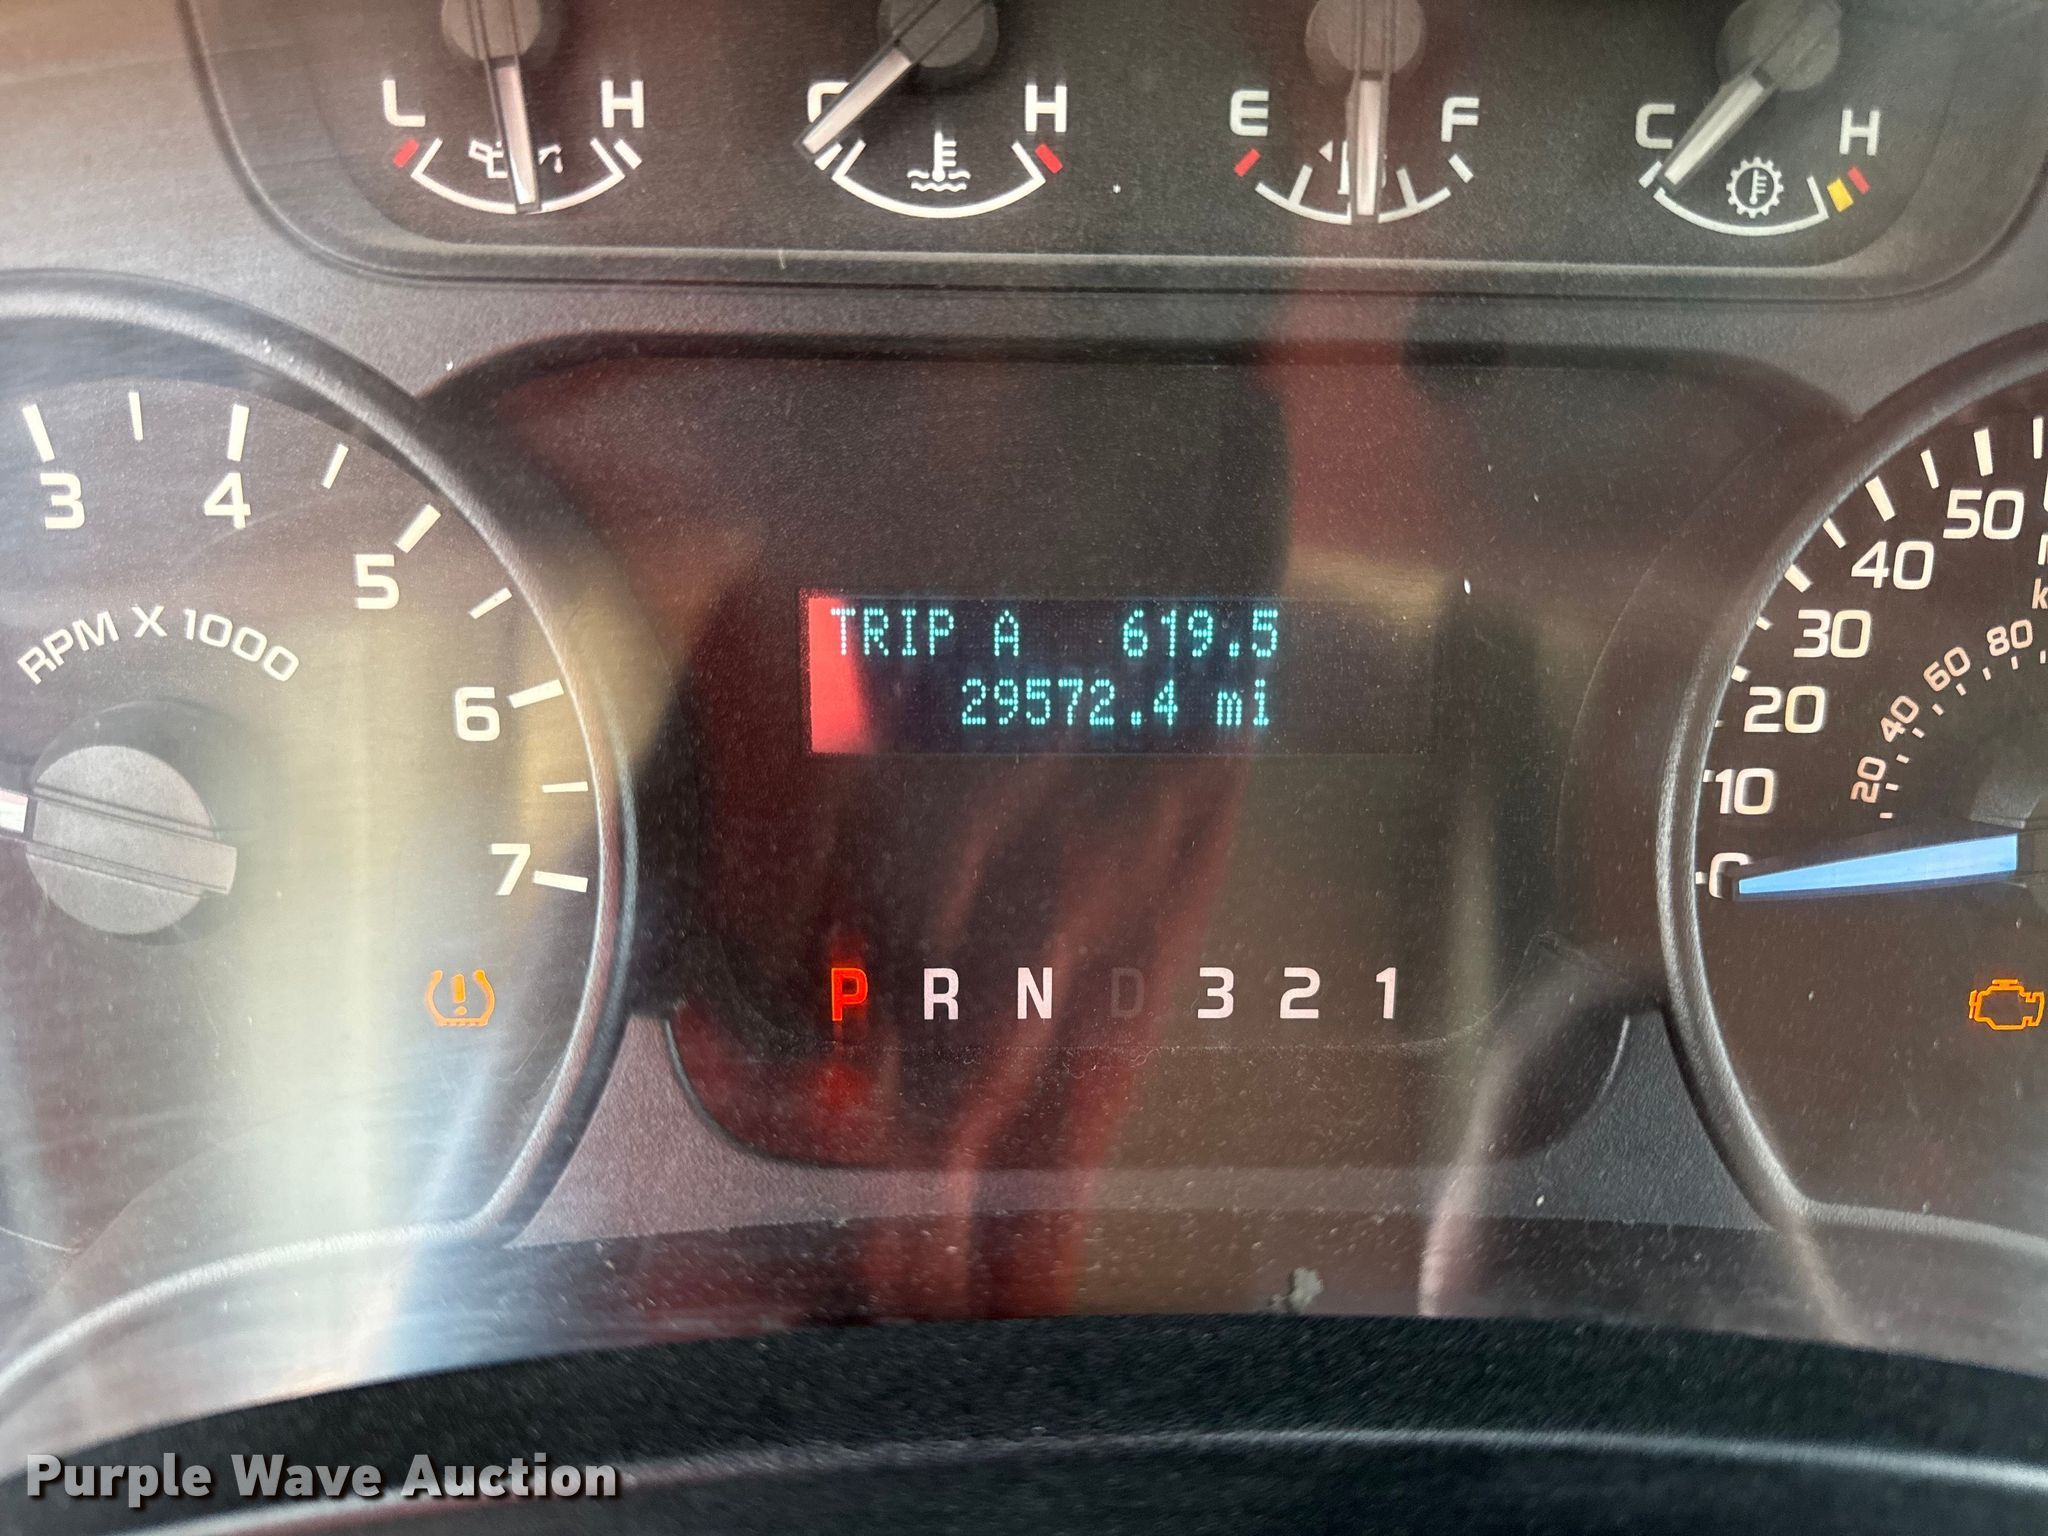 L H C H E F C H
3 4 5 6 7
RPM X 1000
TRIP A 619.5
29572.4 mi
P R N D 3 2 1
0 10 20 30 40 50
20 40 60 80
Purple Wave Auction